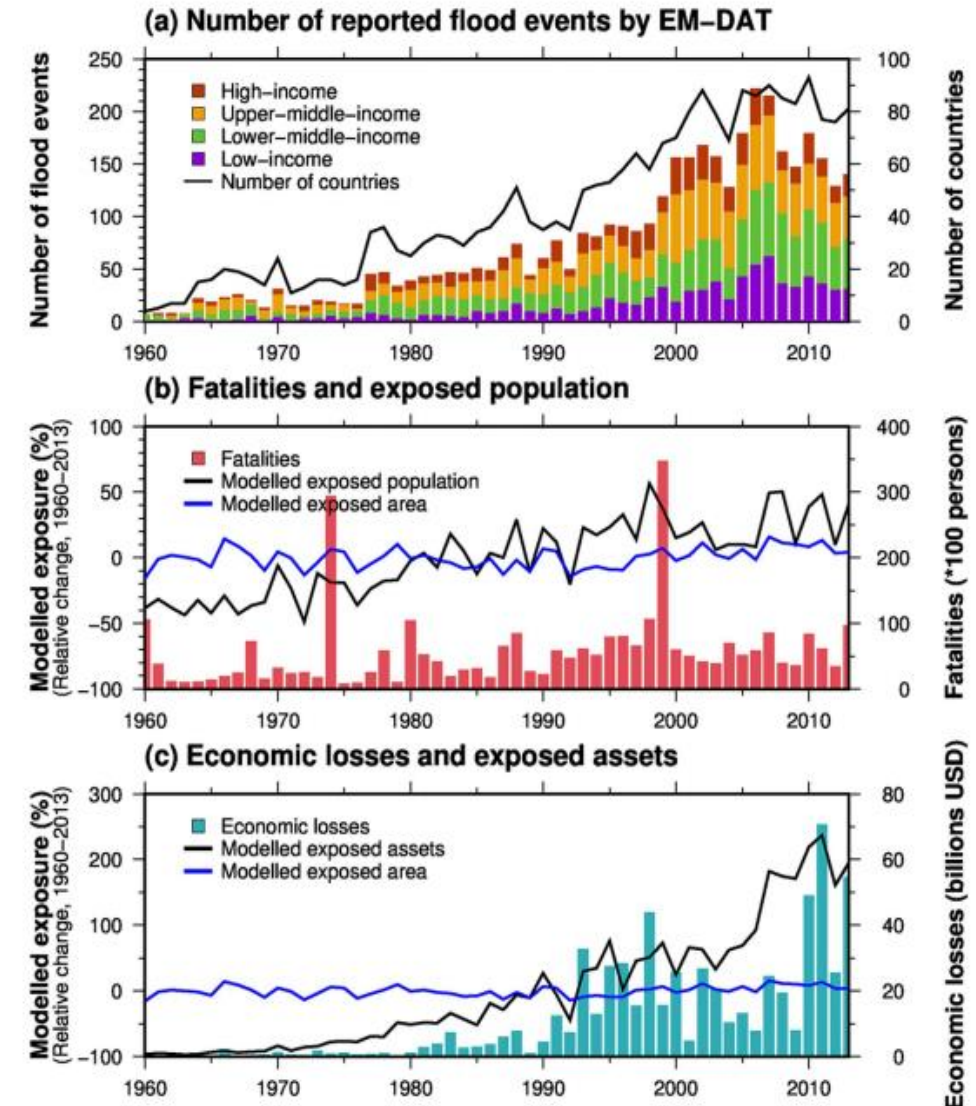 (a) Number of reported flood events by EM−DAT
Number of flood events
250
200
150
100
50
0
High−income
Upper−middle−income
Lower−middle−income
Low−income
Number of countries
100
80
60
40
20
0
Number of countries
1960 1970 1980 1990 2000 2010
(b) Fatalities and exposed population
Modelled exposure (%)
(Relative change, 1960−2013)
100
50
0
−50
−100
Fatalities
Modelled exposed population
Modelled exposed area
400
300
200
100
0
Fatalities (*100 persons)
1960 1970 1980 1990 2000 2010
(c) Economic losses and exposed assets
Modelled exposure (%)
(Relative change, 1960−2013)
300
200
100
0
−100
Economic losses
Modelled exposed assets
Modelled exposed area
80
60
40
20
0
Economic losses (billions USD)
1960 1970 1980 1990 2000 2010